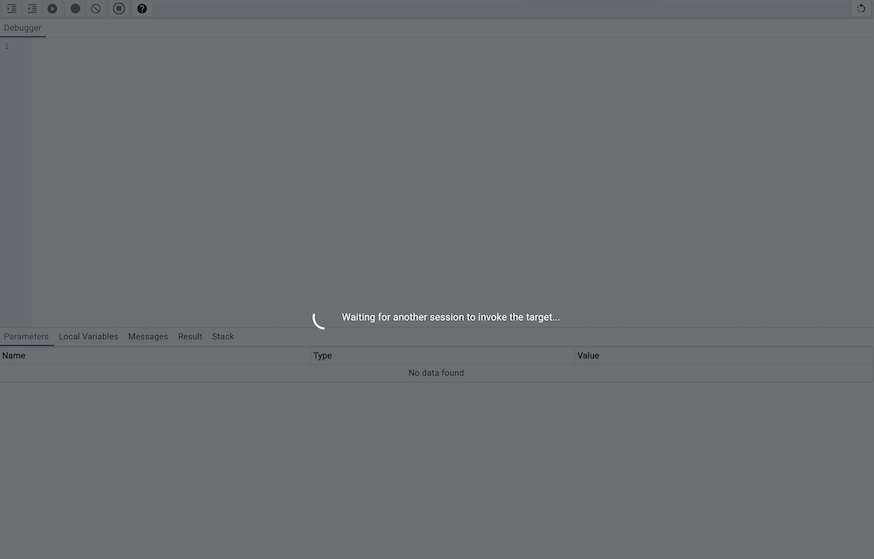 Debugger
1
Waiting for another session to invoke the target...
Parameters Local Variables Messages Result Stack
Name Type Value
No data found